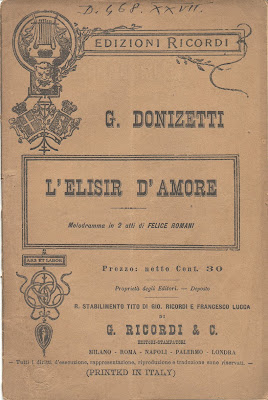 D. 968. XXVII.
EDIZIONI RICORDI
G. DONIZETTI
L'ELISIR D'AMORE
Melodramma in 2 atti di FELICE ROMANI
ARS ET LABOR
Prezzo: netto Cent. 30
Proprietà degli Editori. — Deposto
R. STABILIMENTO TITO DI GIO. RICORDI E FRANCESCO LUCCA
DI
G. RICORDI & C.
EDITORI-STAMPATORI
MILANO - ROMA - NAPOLI - PALERMO - LONDRA
Tutti i diritti d'esecuzione, rappresentazione, riproduzione e traduzione sono riservati.
(PRINTED IN ITALY)